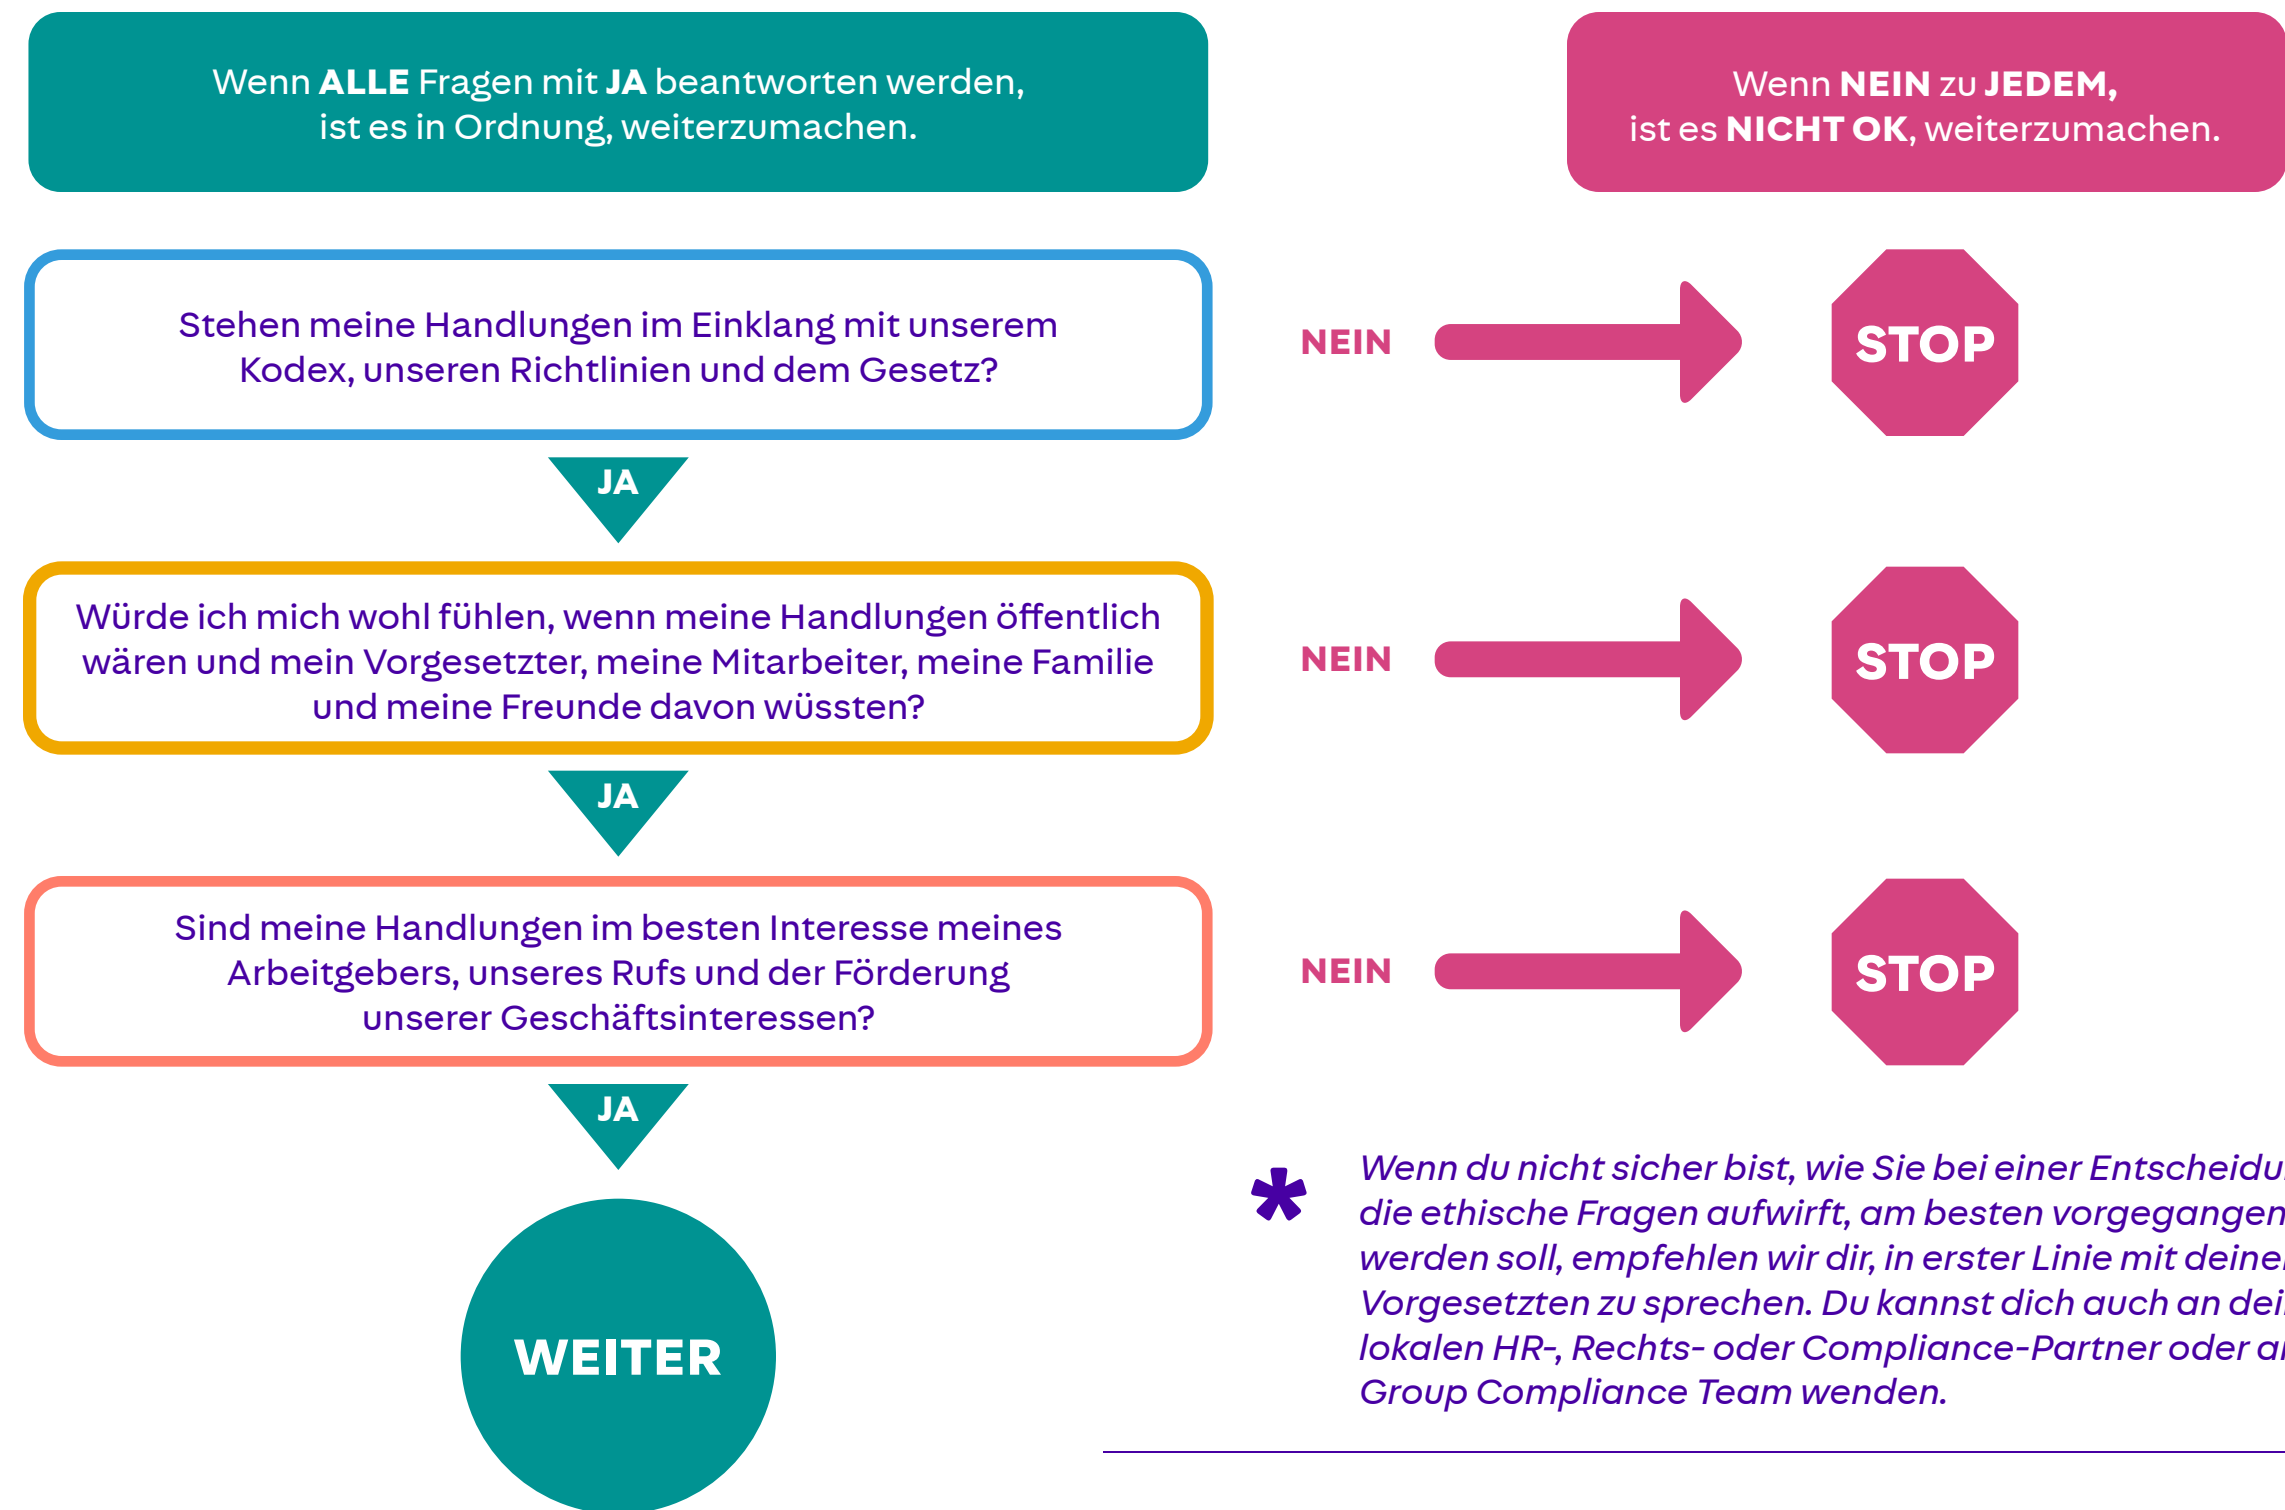 Wenn ALLE Fragen mit JA beantworten werden,
ist es in Ordnung, weiterzumachen.
Wenn NEIN zu JEDEM,
ist es NICHT OK, weiterzumachen.
Stehen meine Handlungen im Einklang mit unserem
Kodex, unseren Richtlinien und dem Gesetz?
NEIN
STOP
JA
Würde ich mich wohl fühlen, wenn meine Handlungen öffentlich
wären und mein Vorgesetzter, meine Mitarbeiter, meine Familie
und meine Freunde davon wüssten?
NEIN
STOP
JA
Sind meine Handlungen im besten Interesse meines
Arbeitgebers, unseres Rufs und der Förderung
unserer Geschäftsinteressen?
NEIN
STOP
JA
WEITER
* Wenn du nicht sicher bist, wie Sie bei einer
die ethische Fragen aufwirft, am besten vorgegangen
werden soll, empfehlen wir dir, in erster Linie mit
Vorgesetzten zu sprechen. Du kannst dich auch an
lokalen HR-, Rechts- oder Compliance-Partner oder
Group Compliance Team wenden.